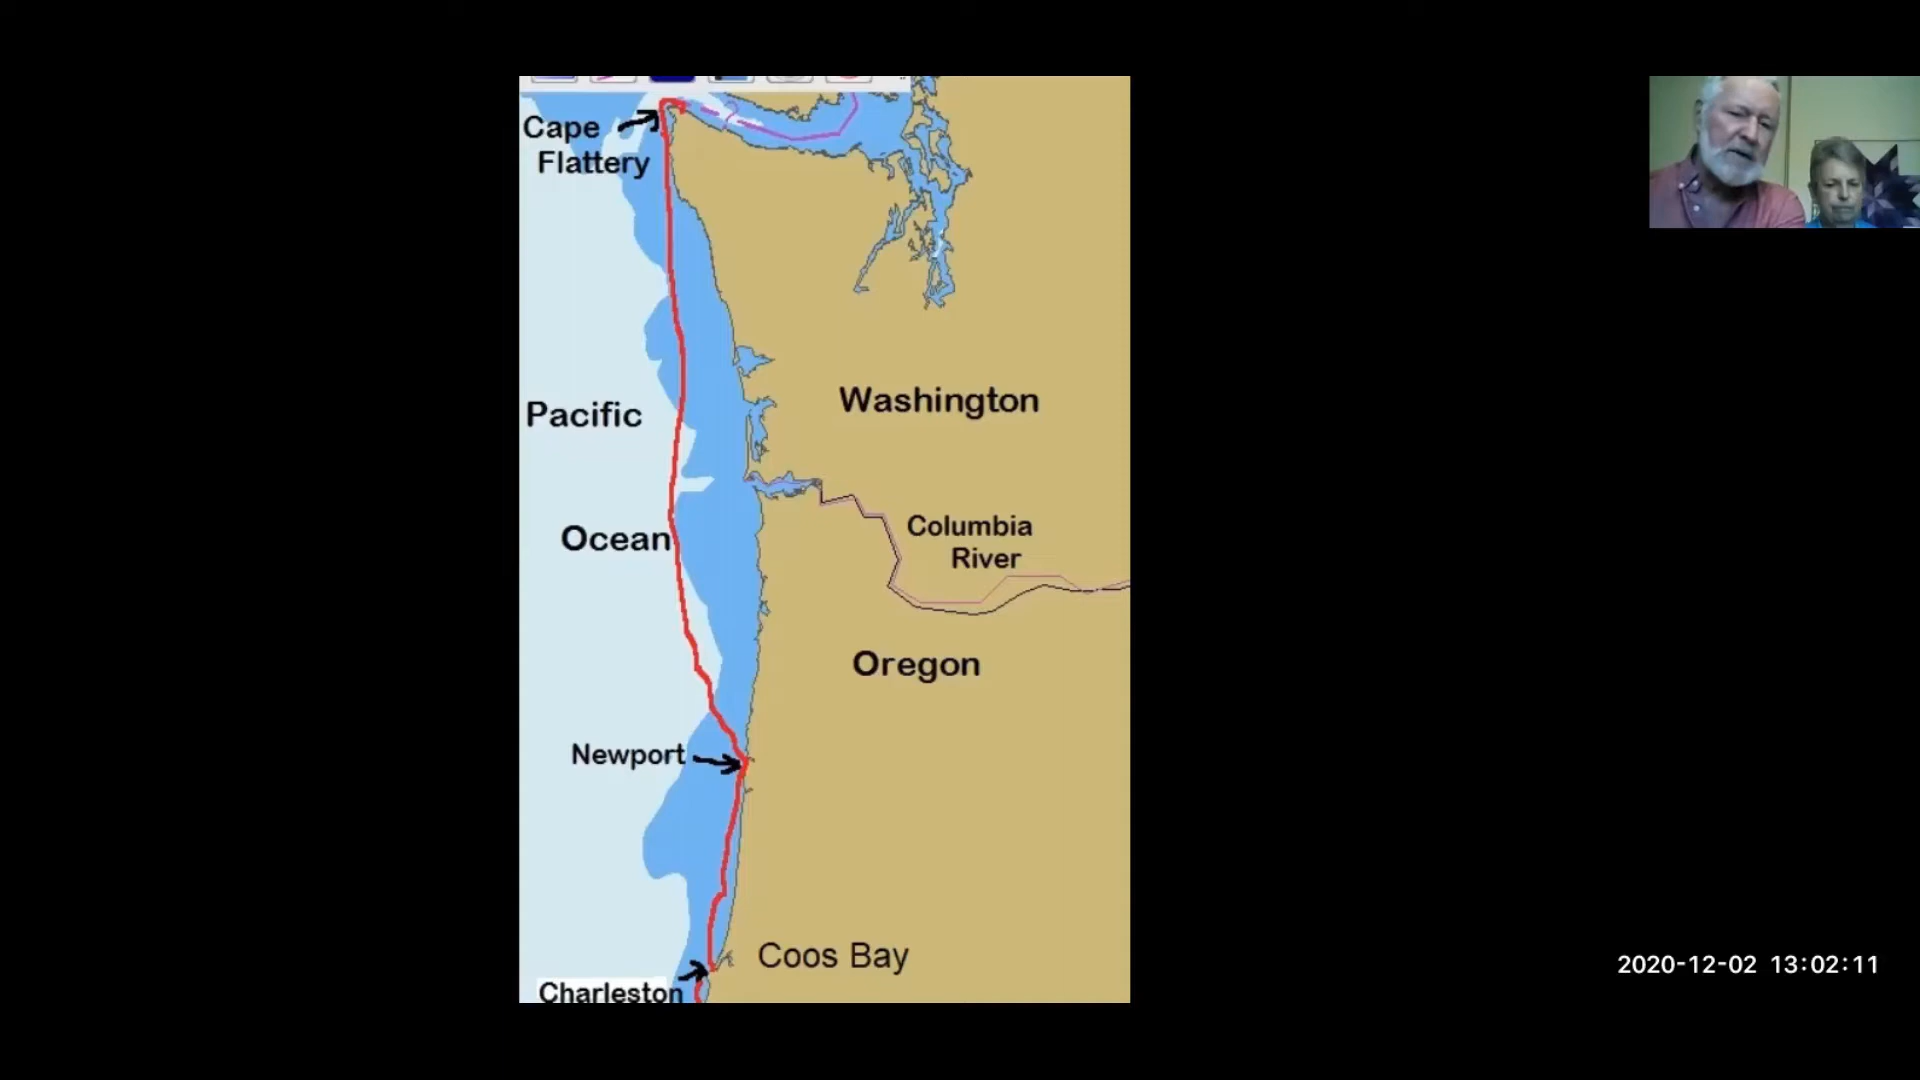 Cape
Flattery
Pacific
Washington
Ocean
Columbia
River
Oregon
Newport
Coos Bay
Charleston
2020-12-02 13:02:11